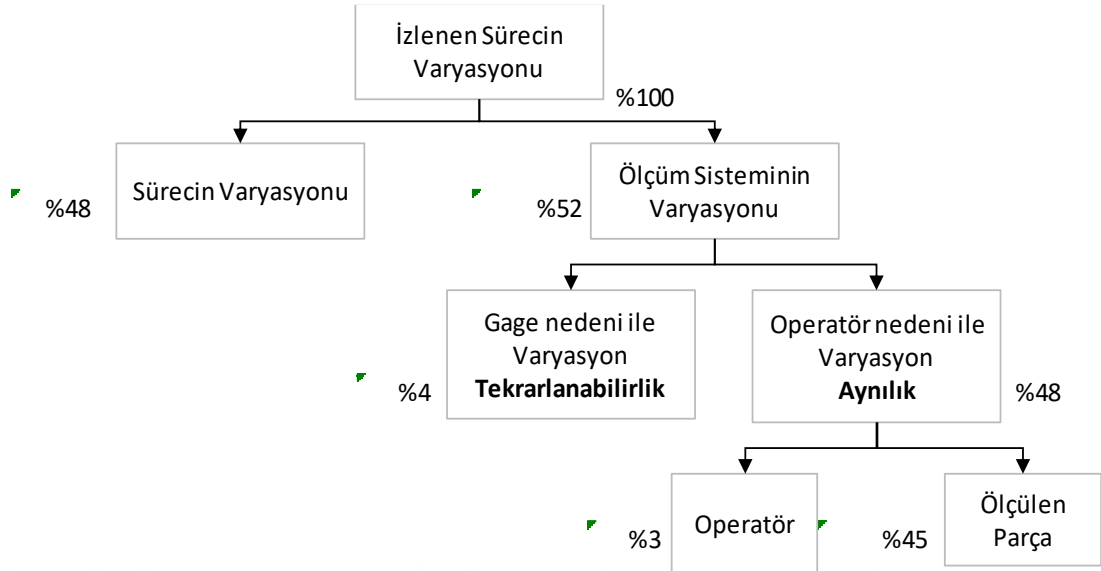 İzlenen Sürecin
Varyasyonu
%100
Sürecin Varyasyonu
%48
Ölçüm Sisteminin
Varyasyonu
%52
Gage nedeni ile
Varyasyon
Tekrarlanabilirlik
%4
Operatör nedeni ile
Varyasyon
Aynılık
%48
Operatör
%3
Ölçülen
Parça
%45